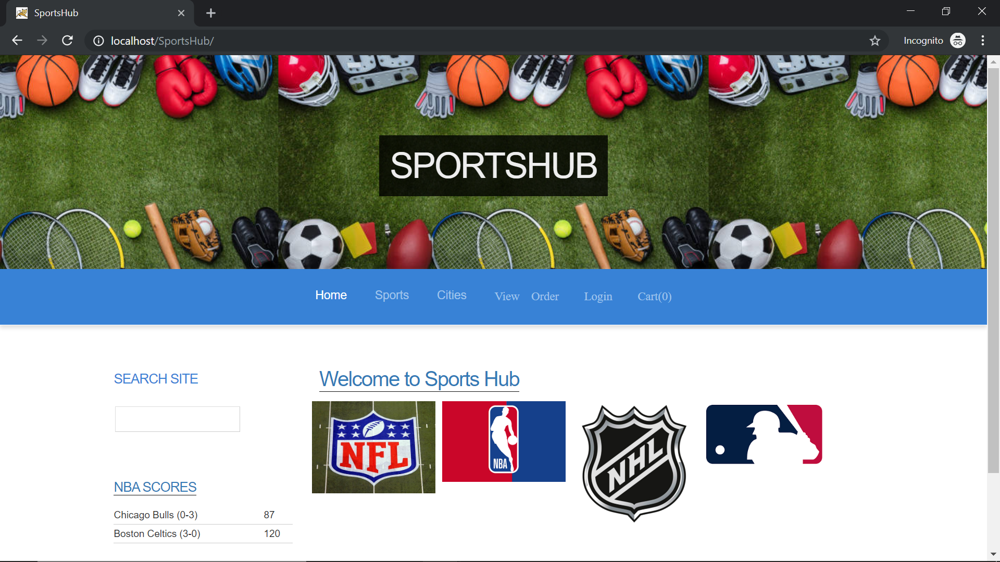 SportsHub
localhost/SportsHub/
Incognito
SPORTSHUB
Home Sports Cities View Order Login Cart(0)
SEARCH SITE
Welcome to Sports Hub
NFL
NBA
NHL
NBA SCORES
Chicago Bulls (0-3) 87
Boston Celtics (3-0) 120